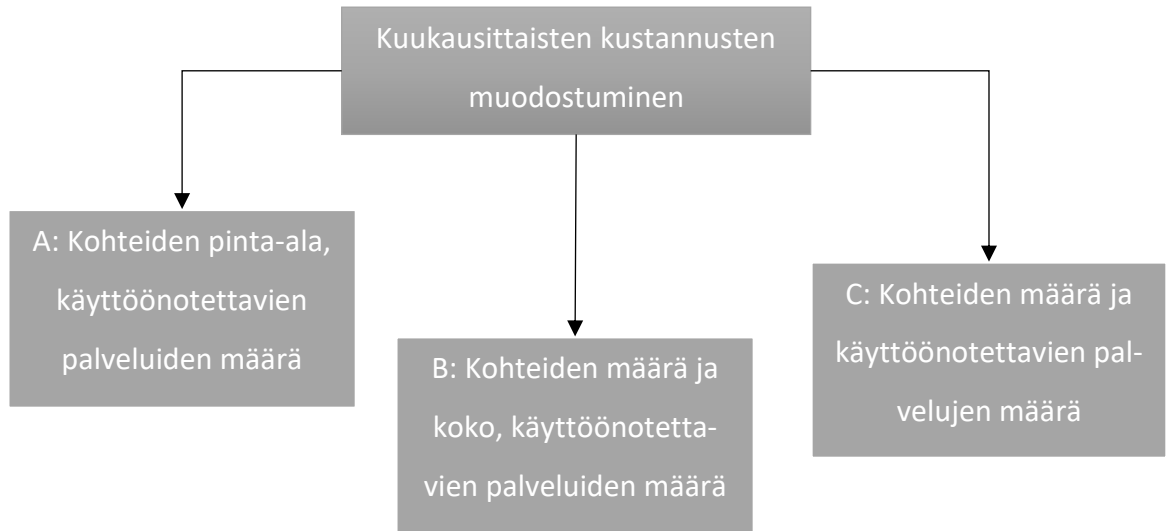 Kuukausittaisten kustannusten
muodostuminen
A: Kohteiden pinta-ala,
käyttöönotettavien
palveluiden määrä
B: Kohteiden määrä ja
koko, käyttöönotetta-
vien palveluiden määrä
C: Kohteiden määrä ja
käyttöönotettavien pal-
velujen määrä